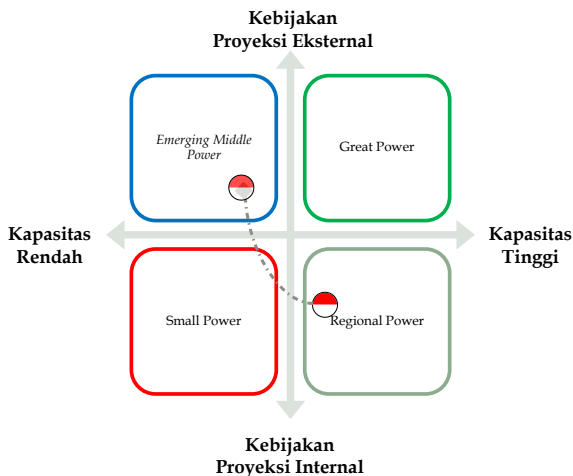 Kebijakan
Proyeksi Eksternal
Emerging Middle
Power
Great Power
Kapasitas
Rendah
Kapasitas
Tinggi
Small Power
Regional Power
Kebijakan
Proyeksi Internal